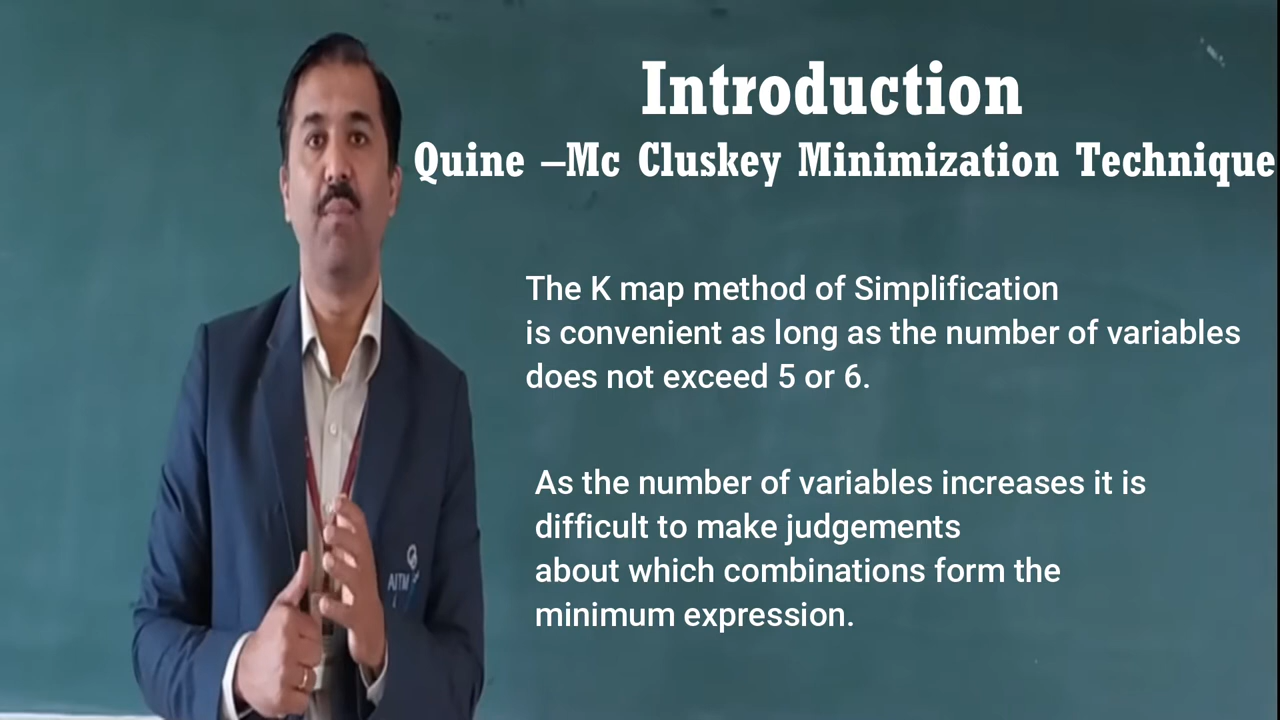 Introduction
Quine –Mc Cluskey Minimization Technique
The K map method of Simplification
is convenient as long as the number of variables
does not exceed 5 or 6.
As the number of variables increases it is
difficult to make judgements
about which combinations form the
minimum expression.
AITM